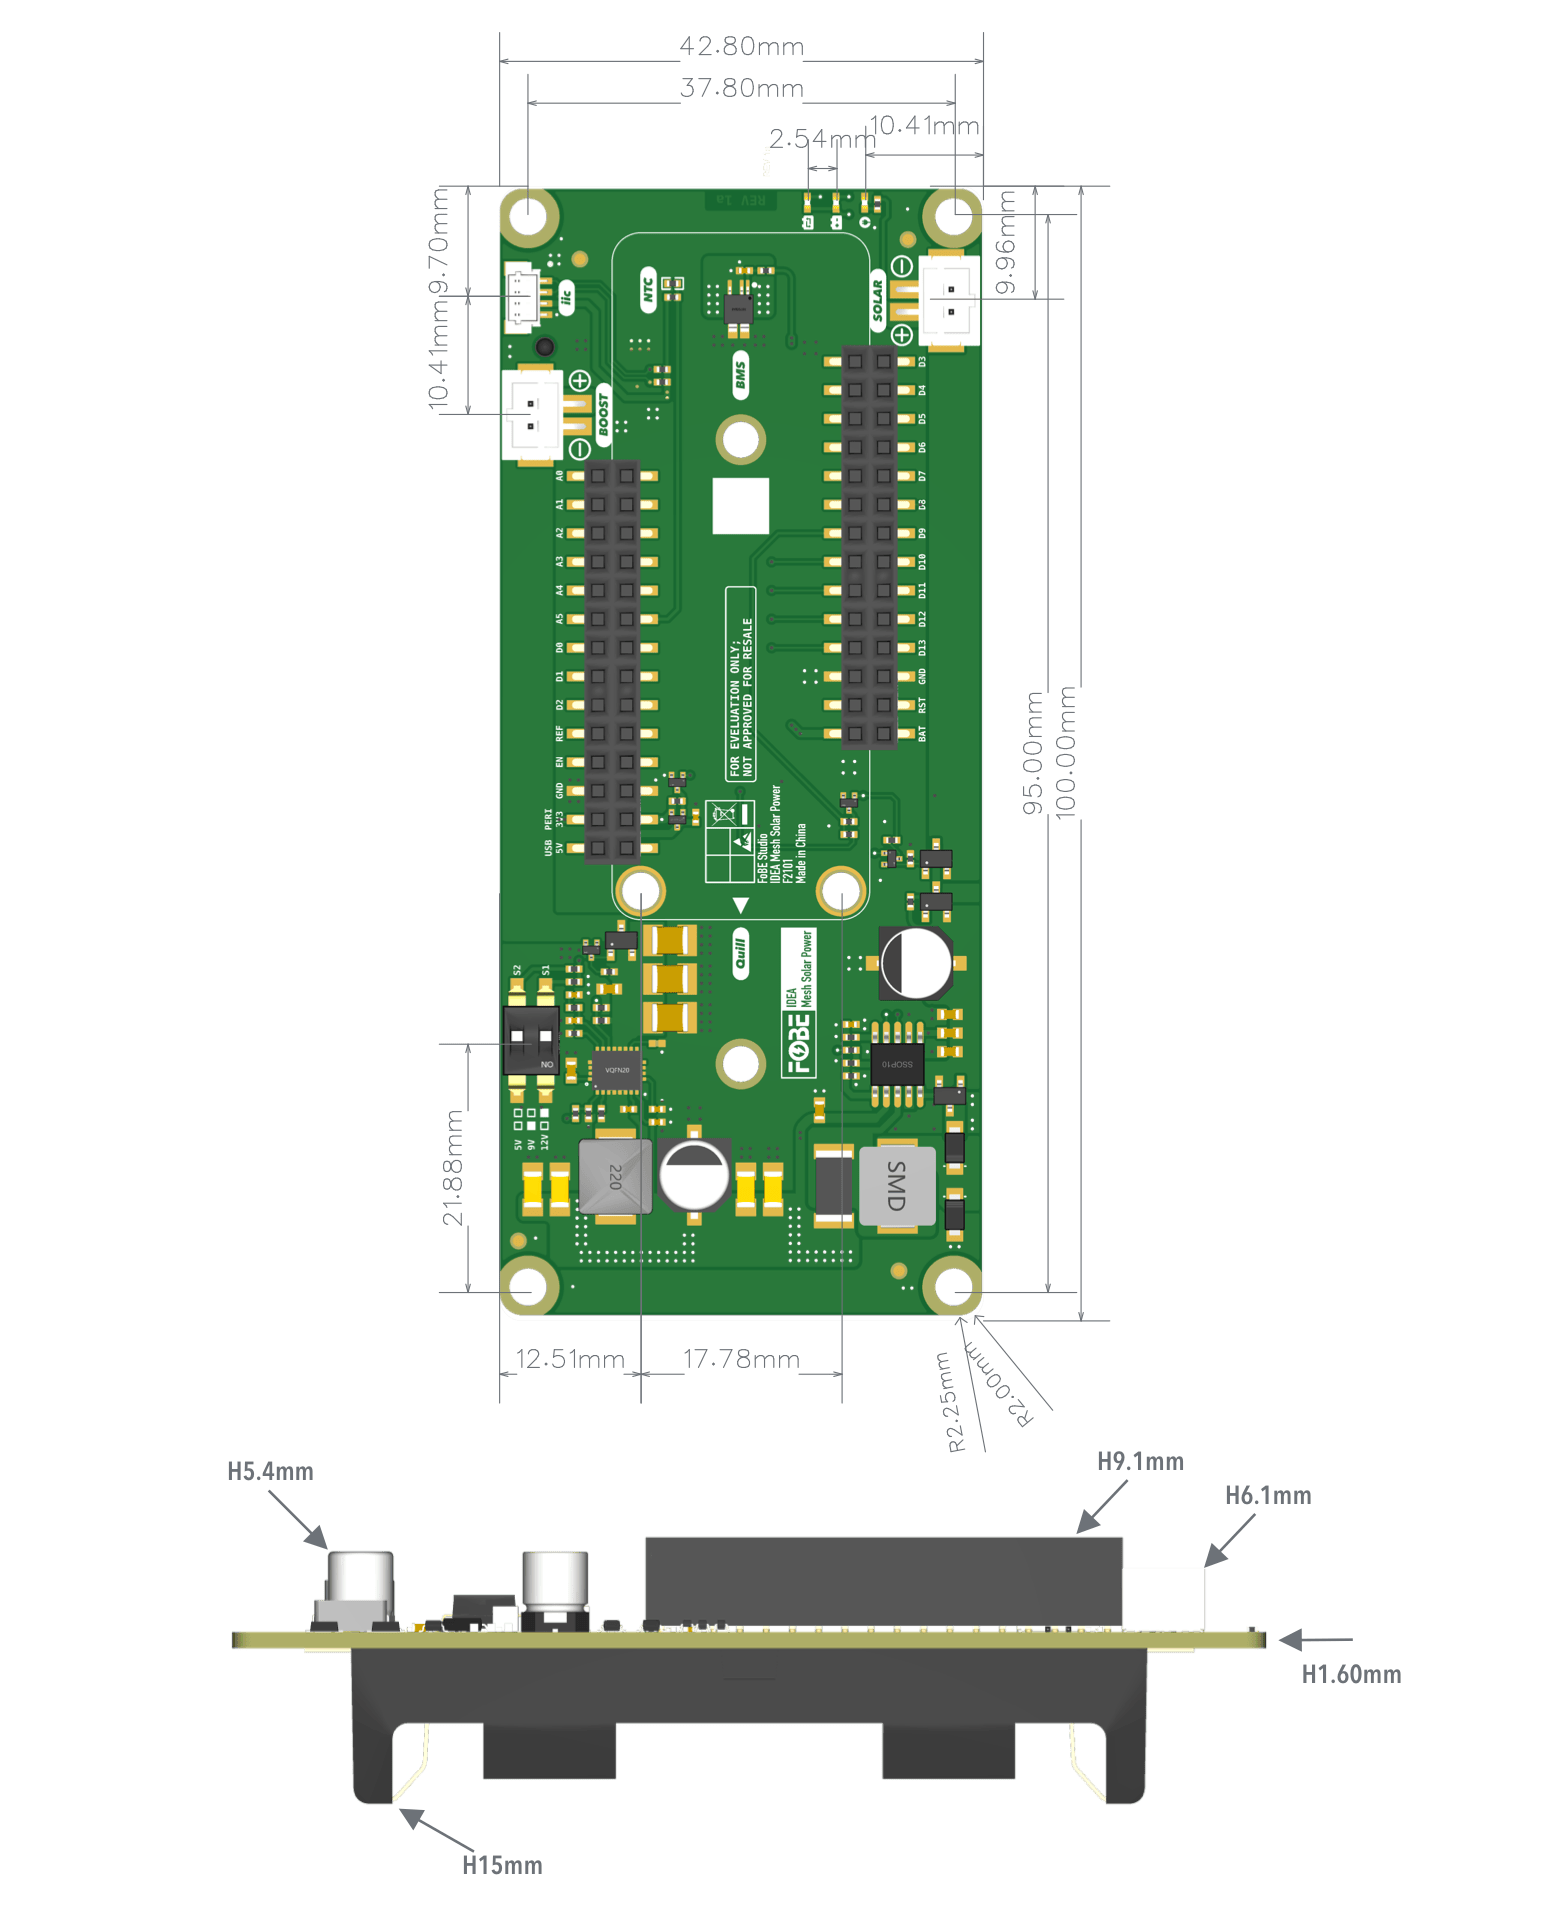 42.80mm
37.80mm
10.41mm
2.54mm
9.70mm
10.41mm
9.96mm
REV 1a
iic
NTC
SOLAR
BMS
BOOST
D3
D4
D5
D6
D7
D8
D9
D10
D11
D12
D13
GND
RST
BAT
A0
A1
A2
A3
A4
A5
D0
D1
D2
REF
EN
GND
PERI
3V3
USB
5V
FOR EVELUATION ONLY;
NOT APPROVED FOR RESALE
FoBE Studio
IDEA Mesh Solar Power
F2101
Made in China
95.00mm
100.00mm
Quill
FOBE
IDEA
Mesh Solar Power
S2
S1
ON
VQFN20
SSOP10
5V
9V
12V
220
SMD
21.88mm
12.51mm
17.78mm
R2.25mm
R2.00mm
H5.4mm
H9.1mm
H6.1mm
H1.60mm
H15mm